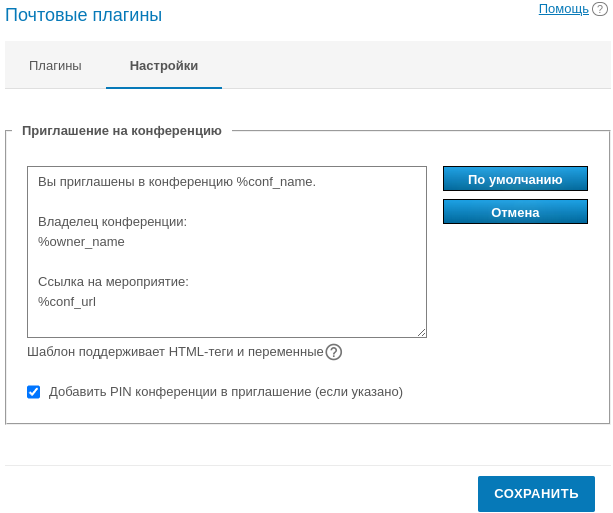 Почтовые плагины
Помощь ?
Плагины
Настройки
Приглашение на конференцию
Вы приглашены в конференцию %conf_name.
Владелец конференции:
%owner_name
Ссылка на мероприятие:
%conf_url
По умолчанию
Отмена
Шаблон поддерживает HTML-теги и переменные ?
Добавить PIN конференции в приглашение (если указано)
СОХРАНИТЬ